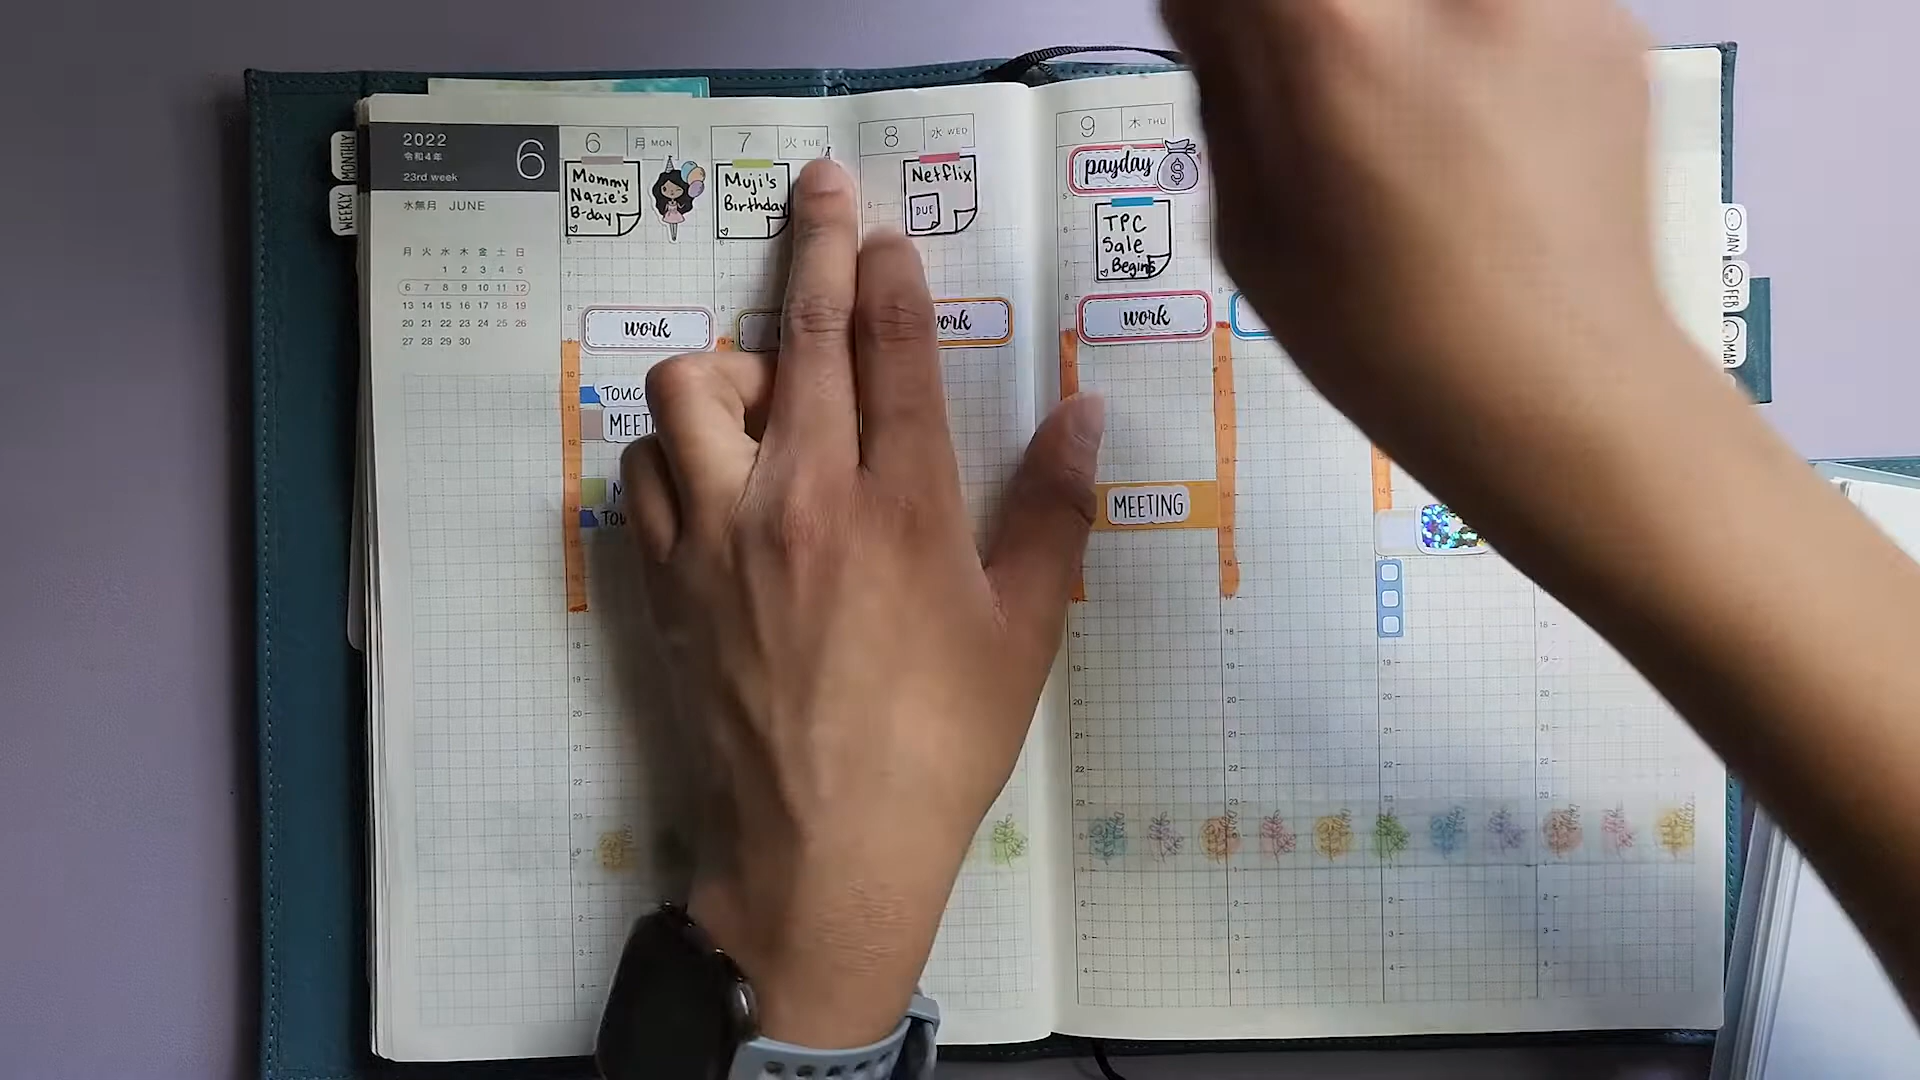 MONTHLY
WEEKLY
2022
令和4年
23rd week
6
水無月 JUNE
月 火 水 木 金 土 日
1 2 3 4 5
6 7 8 9 10 11 12
13 14 15 16 17 18 19
20 21 22 23 24 25 26
27 28 29 30
6 月 MON
Mommy
Nazie's
B-day
work
MEET
7 火 TUE
Muji's
Birthday
8 水 WED
Netflix
DUE
work
9 木 THU
payday
$
TPC
Sale
Begins
work
MEETING
JAN
FEB
MAR